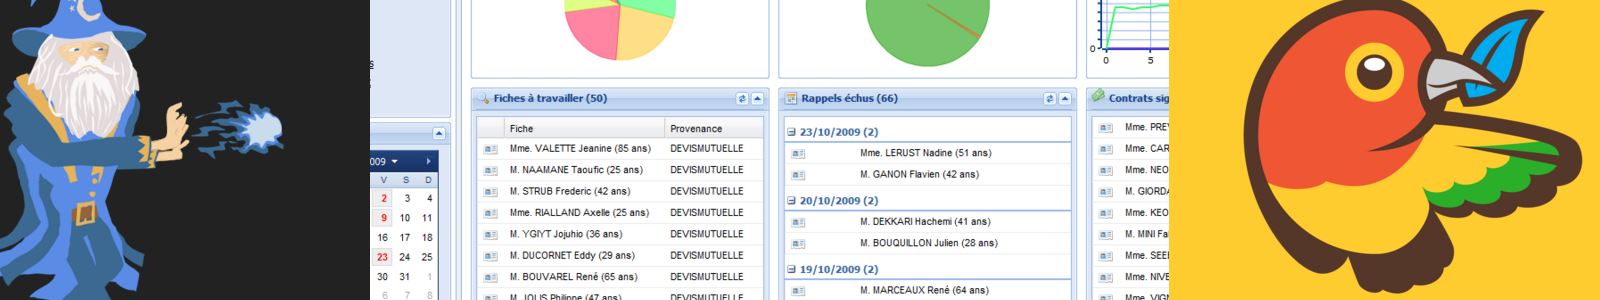 0
0
5
Fiches à travailler (50)
Rappels échus (66)
Contrats sig
Fiche
Provenance
Mme. VALETTE Jeanine (85 ans)
DEVISMUTUELLE
M. NAAMANE Taoufic (25 ans)
DEVISMUTUELLE
M. STRUB Frederic (42 ans)
DEVISMUTUELLE
Mme. RIALLAND Axelle (25 ans)
DEVISMUTUELLE
M. YGIYT Jojuhio (36 ans)
DEVISMUTUELLE
M. DUCORNET Eddy (29 ans)
DEVISMUTUELLE
M. BOUVAREL René (65 ans)
DEVISMUTUELLE
M. JOLIS Philippe (47 ans)
DEVISMUTUELLE
23/10/2009 (2)
Mme. LERUST Nadine (51 ans)
M. GANON Flavien (42 ans)
20/10/2009 (2)
M. DEKKARI Hachemi (41 ans)
M. BOUQUILLON Julien (28 ans)
19/10/2009 (2)
M. MARCEAUX René (64 ans)
Mme. PRE
Mme. CAR
Mme. NEO
M. GIORD
Mme. KEO
M. MINI Fa
Mme. SEE
Mme. NIVE
Mme. VIGN
009
V S D
2 3 4
9 10 11
16 17 18
23 24 25
30 31 1
6 7 8